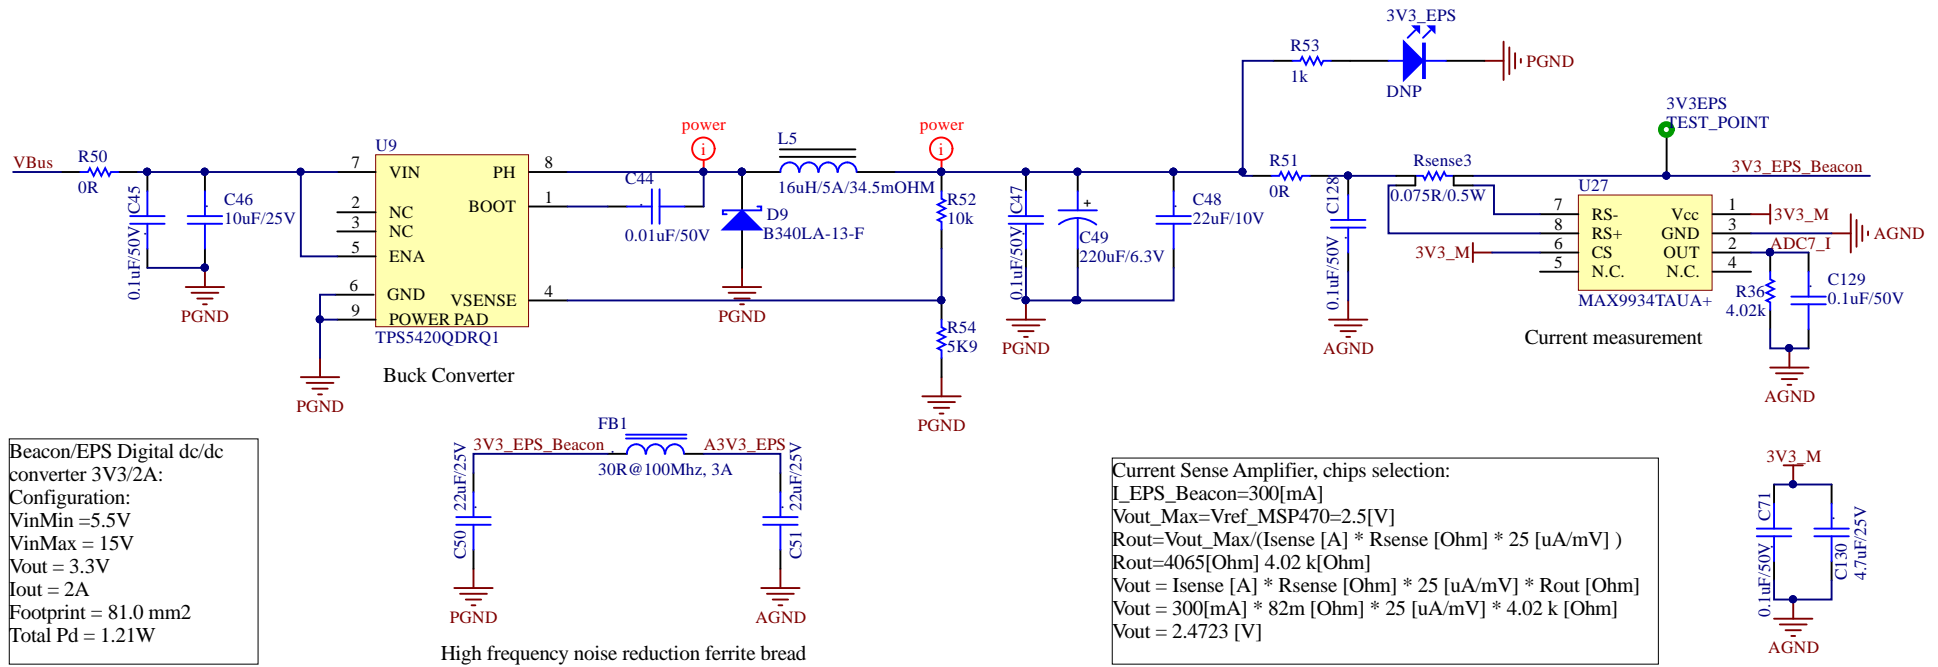 3V3_EPS
R53
1k
DNP
PGND
3V3EPS
TEST_POINT
power
power
VBus
R50
0R
U9
7
VIN
PH
8
2
NC
BOOT
1
3
NC
5
ENA
6
GND
VSENSE
4
9
POWER PAD
TPS5420QDRQ1
Buck Converter
C45
0.1uF/50V
C46
10uF/25V
PGND
PGND
C44
0.01uF/50V
L5
16uH/5A/34.5mOHM
D9
B340LA-13-F
PGND
R52
10k
R54
5K9
PGND
C47
0.1uF/50V
C49
220uF/6.3V
C48
22uF/10V
PGND
R51
0R
C128
0.1uF/50V
AGND
Rsense3
0.075R/0.5W
3V3_EPS_Beacon
U27
7
RS-
Vcc
1
3V3_M
8
RS+
GND
3
AGND
3V3_M
6
CS
OUT
2
ADC7_I
5
N.C.
N.C.
4
MAX9934TAUA+
Current measurement
R36
4.02k
C129
0.1uF/50V
AGND
Beacon/EPS Digital dc/dc
converter 3V3/2A:
Configuration:
VinMin =5.5V
VinMax = 15V
Vout = 3.3V
Iout = 2A
Footprint = 81.0 mm2
Total Pd = 1.21W
FB1
3V3_EPS_Beacon
A3V3_EPS
30R@100Mhz, 3A
C50
22uF/25V
C51
22uF/25V
PGND
AGND
High frequency noise reduction ferrite bread
Current Sense Amplifier, chips selection:
I_EPS_Beacon=300[mA]
Vout_Max=Vref_MSP470=2.5[V]
Rout=Vout_Max/(Isense [A] * Rsense [Ohm] * 25 [uA/mV] )
Rout=4065[Ohm] 4.02 k[Ohm]
Vout = Isense [A] * Rsense [Ohm] * 25 [uA/mV] * Rout [Ohm]
Vout = 300[mA] * 82m [Ohm] * 25 [uA/mV] * 4.02 k [Ohm]
Vout = 2.4723 [V]
3V3_M
C71
0.1uF/50V
C130
4.7uF/25V
AGND